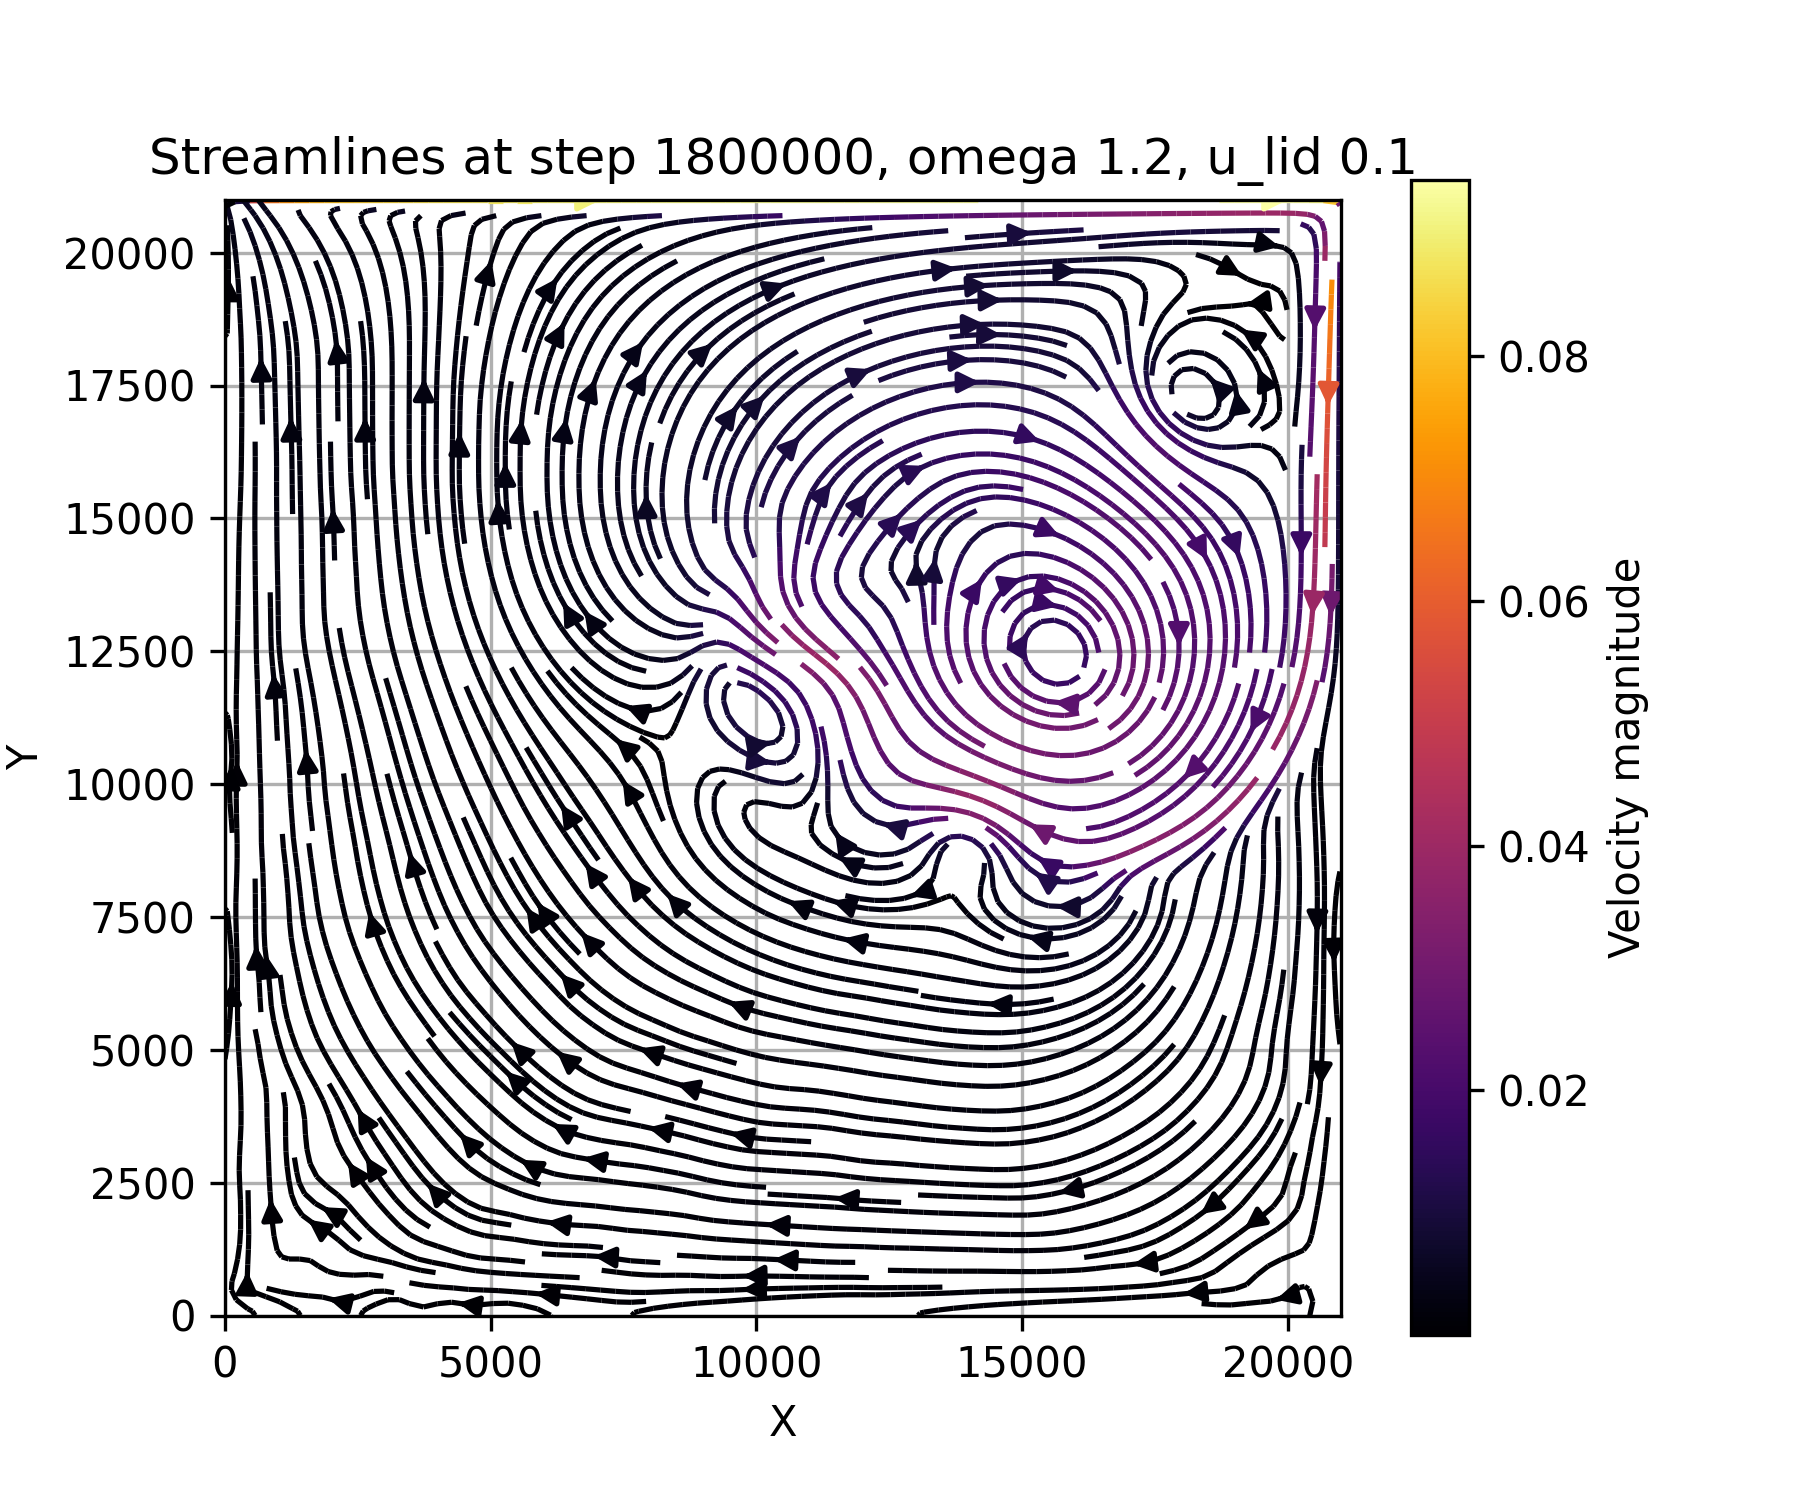 Streamlines at step 1800000, omega 1.2, u_lid 0.1
20000
17500
15000
12500
10000
7500
5000
2500
0
Y
0 5000 10000 15000 20000
X
0.08
0.06
0.04
0.02
Velocity magnitude